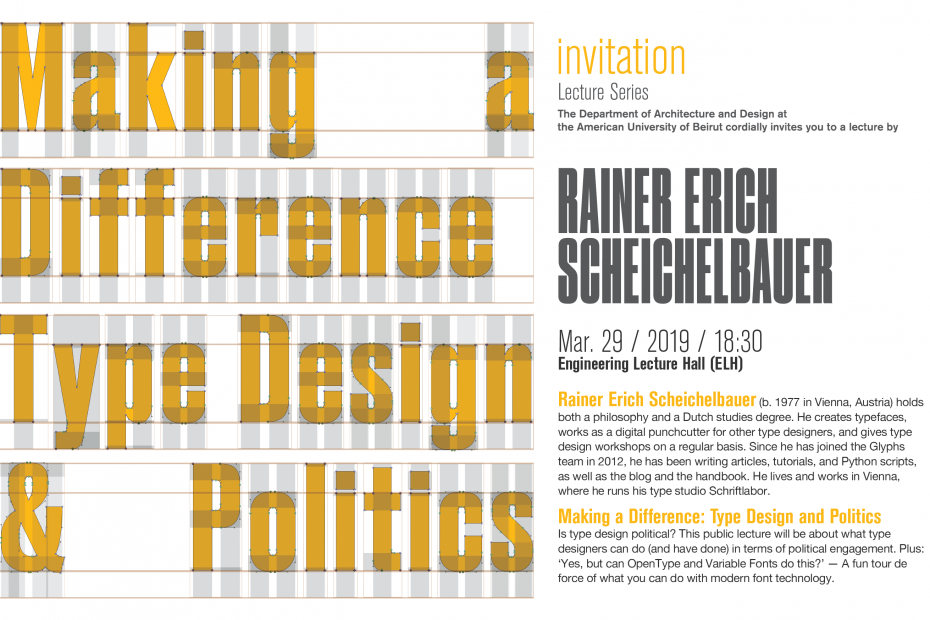 Making a
Difference
Type Design
& Politics
invitation
Lecture Series
The Department of Architecture and Design at
the American University of Beirut cordially invites you to a lecture by
RAINER ERICH
SCHEICHELBAUER
Mar. 29 / 2019 / 18:30
Engineering Lecture Hall (ELH)
Rainer Erich Scheichelbauer (b. 1977 in Vienna, Austria) holds
both a philosophy and a Dutch studies degree. He creates typefaces,
works as a digital punchcutter for other type designers, and gives type
design workshops on a regular basis. Since he has joined the Glyphs
team in 2012, he has been writing articles, tutorials, and Python scripts,
as well as the blog and the handbook. He lives and works in Vienna,
where he runs his type studio Schriftlabor.
Making a Difference: Type Design and Politics
Is type design political? This public lecture will be about what type
designers can do (and have done) in terms of political engagement. Plus:
‘Yes, but can OpenType and Variable Fonts do this?’ — A fun tour de
force of what you can do with modern font technology.